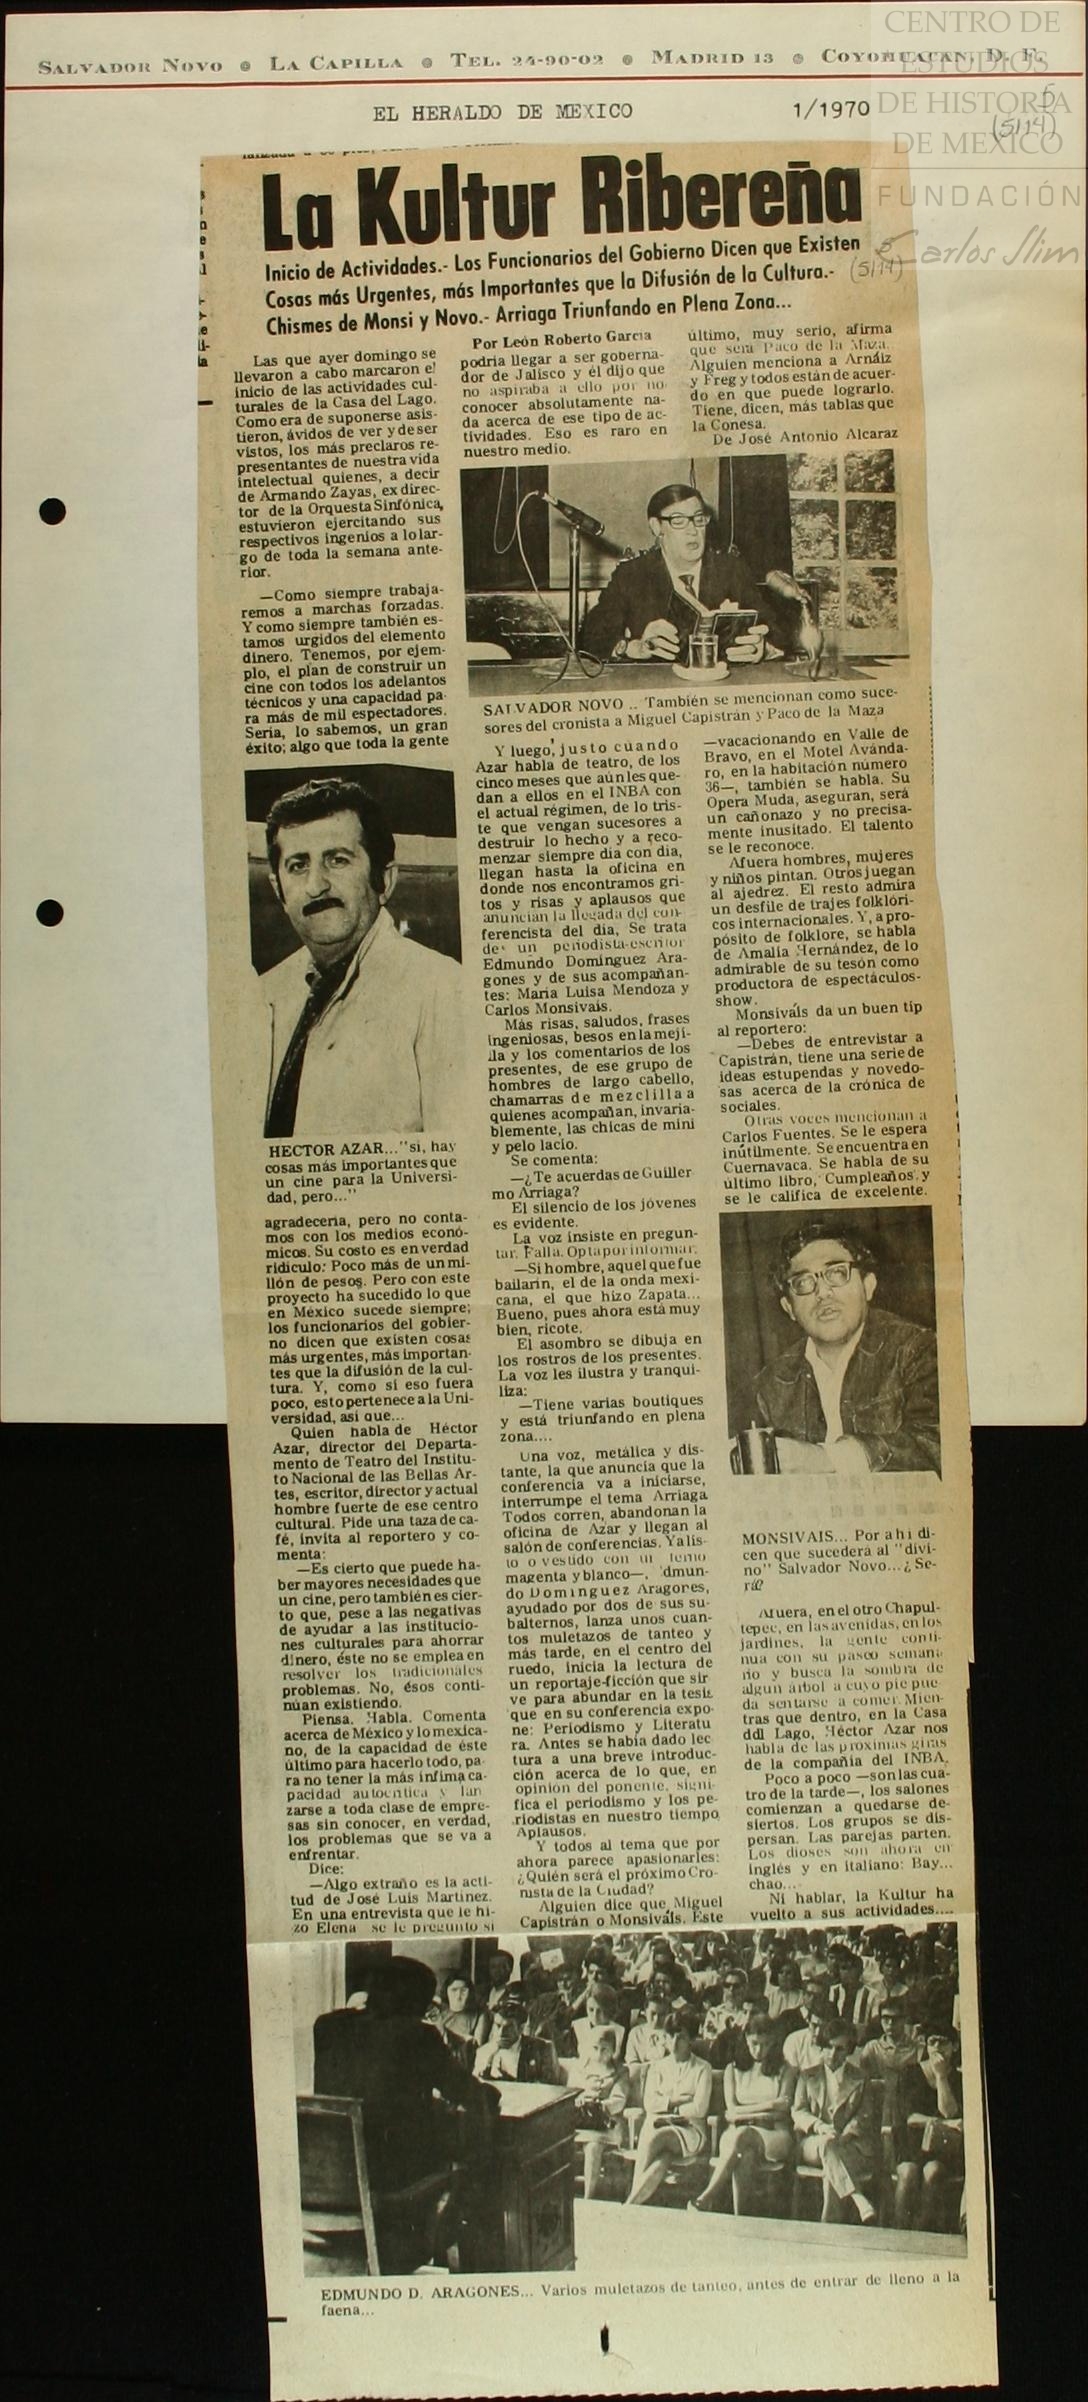 CENTRO DE
ESTUDIOS
DE HISTORIA
DE MEXICO
FUNDACIÓN
Carlos Slim
SALVADOR NOVO ● LA CAPILLA ● TEL. 24-90-02 ● MADRID 13 ● COYOHUACAN, D. F.
EL HERALDO DE MEXICO 1/1970
5
(5/14)
La Kultur Ribereña
5
(5/14)
Inicio de Actividades.- Los Funcionarios del Gobierno Dicen que Existen
Cosas más Urgentes, más Importantes que la Difusión de la Cultura.-
Chismes de Monsi y Novo.- Arriaga Triunfando en Plena Zona...
Por León Roberto García
Las que ayer domingo se
llevaron a cabo marcaron el
inicio de las actividades cul-
turales de la Casa del Lago.
Como era de suponerse asis-
tieron, ávidos de ver y de ser
vistos, los más preclaros re-
presentantes de nuestra vida
intelectual quienes, a decir
de Armando Zayas, ex direc-
tor de la Orquesta Sinfónica,
estuvieron ejercitando sus
respectivos ingenios a lo lar-
go de toda la semana ante-
rior.
—Como siempre trabaja-
remos a marchas forzadas.
Y como siempre también es-
tamos urgidos del elemento
dinero. Tenemos, por ejem-
plo, el plan de construir un
cine con todos los adelantos
técnicos y una capacidad pa-
ra más de mil espectadores.
Sería, lo sabemos, un gran
éxito; algo que toda la gente
HECTOR AZAR..."si, hay
cosas más importantes que
un cine para la Universi-
dad, pero..."
agradecería, pero no conta-
mos con los medios econó-
micos. Su costo es en verdad
ridículo: Poco más de un mi-
llón de pesos. Pero con este
proyecto ha sucedido lo que
en México sucede siempre;
los funcionarios del gobier-
no dicen que existen cosas
más urgentes, más importan-
tes que la difusión de la cul-
tura. Y, como si eso fuera
poco, esto pertenece a la Uni-
versidad, así que...
Quien habla de Héctor
Azar, director del Departa-
mento de Teatro del Institu-
to Nacional de las Bellas Ar-
tes, escritor, director y actual
hombre fuerte de ese centro
cultural. Pide una taza de ca-
fé, invita al reportero y co-
menta:
—Es cierto que puede ha-
ber mayores necesidades que
un cine, pero también es cier-
to que, pese a las negativas
de ayudar a las institucio-
nes culturales para ahorrar
dinero, éste no se emplea en
resolver los tradicionales
problemas. No, ésos conti-
núan existiendo.
Piensa. Habla. Comenta
acerca de México y lo mexica-
no, de la capacidad de éste
último para hacerlo todo, pa-
ra no tener la más ínfima ca-
pacidad autocritica y lan
zarse a toda clase de empre-
sas sin conocer, en verdad,
los problemas que se va a
enfrentar.
Dice:
—Algo extraño es la acti-
tud de José Luis Martínez.
En una entrevista que le hi-
zo Elena se le preguntó si
podría llegar a ser goberna-
dor de Jalisco y él dijo que
no aspiraba a ello por no
conocer absolutamente na-
da acerca de ese tipo de ac-
tividades. Eso es raro en
nuestro medio.
SALVADOR NOVO .. También se mencionan como suce-
sores del cronista a Miguel Capistrán y Paco de la Maza
Y luego, justo cuando
Azar habla de teatro, de los
cinco meses que aún les que-
dan a ellos en el INBA con
el actual régimen, de lo tris-
te que vengan sucesores a
destruir lo hecho y a reco-
menzar siempre día con día,
llegan hasta la oficina en
donde nos encontramos gri-
tos y risas y aplausos que
anuncian la llegada del con-
ferencista del día, Se trata
de un periodista-escritor
Edmundo Domínguez Ara-
gones y de sus acompañan-
tes: María Luisa Mendoza y
Carlos Monsivais.
Más risas, saludos, frases
ingeniosas, besos en la meji-
lla y los comentarios de los
presentes, de ese grupo de
hombres de largo cabello,
chamarras de mezclilla a
quienes acompañan, invaria-
blemente, las chicas de mini
y pelo lacio.
Se comenta:
—¿Te acuerdas de Guiller
mo Arriaga?
El silencio de los jóvenes
es evidente.
La voz insiste en pregun-
tar. Falla. Opta por informar.
—Si hombre, aquel que fue
bailarín, el de la onda mexi-
cana, el que hizo Zapata...
Bueno, pues ahora está muy
bien, ricote.
El asombro se dibuja en
los rostros de los presentes.
La voz les ilustra y tranqui-
liza:
—Tiene varias boutiques
y está triunfando en plena
zona....
Una voz, metálica y dis-
tante, la que anuncia que la
conferencia va a iniciarse,
interrumpe el tema Arriaga
Todos corren, abandonan la
oficina de Azar y llegan al
salón de conferencias. Ya lis-
to o vestido con un terno
magenta y blanco—, dmun-
do Domínguez Aragores,
ayudado por dos de sus su-
balternos, lanza unos cuan-
tos muletazos de tanteo y
más tarde, en el centro del
ruedo, inicia la lectura de
un reportaje-ficción que sir
ve para abundar en la tesis
que en su conferencia expo-
ne: Periodismo y Literatu
ra. Antes se había dado lec
tura a una breve introduc-
ción acerca de lo que, en
opinión del ponente, signi-
fica el periodismo y los pe-
riodistas en nuestro tiempo
Aplausos.
Y todos al tema que por
ahora parece apasionarles:
¿Quién será el próximo Cro-
nista de la Ciudad?
Alguien dice que Miguel
Capistrán o Monsiváis. Este
último, muy serio, afirma
que será Paco de la Maza.
Alguien menciona a Arnáiz
y Freg y todos están de acuer-
do en que puede lograrlo.
Tiene, dicen, más tablas que
la Conesa.
De José Antonio Alcaraz
—vacacionando en Valle de
Bravo, en el Motel Avánda-
ro, en la habitación número
36—, también se habla. Su
Opera Muda, aseguran, será
un cañonazo y no precisa-
mente inusitado. El talento
se le reconoce.
Afuera hombres, mujeres
y niños pintan. Otros juegan
al ajedrez. El resto admira
un desfile de trajes folklóri-
cos internacionales. Y, a pro-
pósito de folklore, se habla
de Amalia Hernández, de lo
admirable de su tesón como
productora de espectáculos-
show.
Monsiváis da un buen tip
al reportero:
—Debes de entrevistar a
Capistrán, tiene una serie de
ideas estupendas y novedo-
sas acerca de la crónica de
sociales.
Otras voces mencionan a
Carlos Fuentes. Se le espera
inútilmente. Se encuentra en
Cuernavaca. Se habla de su
último libro, Cumpleaños, y
se le califica de excelente.
MONSIVAIS... Por ahí di-
cen que sucederá al "divi-
no" Salvador Novo...¿Se-
rá?
Afuera, en el otro Chapul-
tepec, en las avenidas, en los
jardines, la gente conti-
nua con su paseo semana
rio y busca la sombra de
algun árbol a cuyo pie pue-
da sentarse a comer. Mien-
tras que dentro, en la Casa
ddl Lago, Héctor Azar nos
habla de las próximas giras
de la compañía del INBA.
Poco a poco —son las cua-
tro de la tarde—, los salones
comienzan a quedarse de-
siertos. Los grupos se dis-
persan. Las parejas parten.
Los dioses son ahora en
inglés y en italiano: Bay...
chao....
Ni hablar, la Kultur ha
vuelto a sus actividades....
EDMUNDO D. ARAGONES... Varios muletazos de tanteo, antes de entrar de lleno a la
faena...